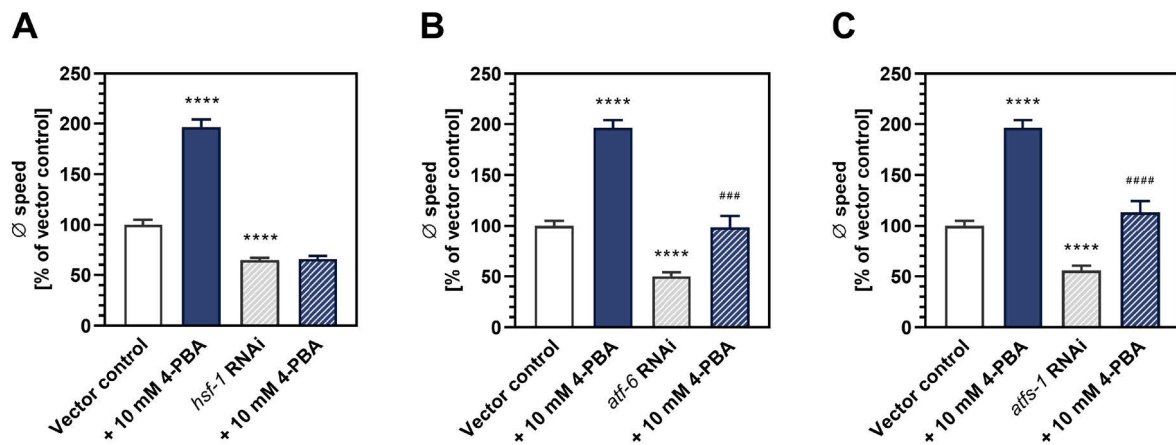 A
Ø speed
[% of vector control]
250
200
150
100
50
0
****
****
Vector control
+ 10 mM 4-PBA
hsf-1 RNAi
+ 10 mM 4-PBA
B
Ø speed
[% of vector control]
250
200
150
100
50
0
****
****
###
Vector control
+ 10 mM 4-PBA
atf-6 RNAi
+ 10 mM 4-PBA
C
Ø speed
[% of vector control]
250
200
150
100
50
0
****
****
####
Vector control
+ 10 mM 4-PBA
atfs-1 RNAi
+ 10 mM 4-PBA